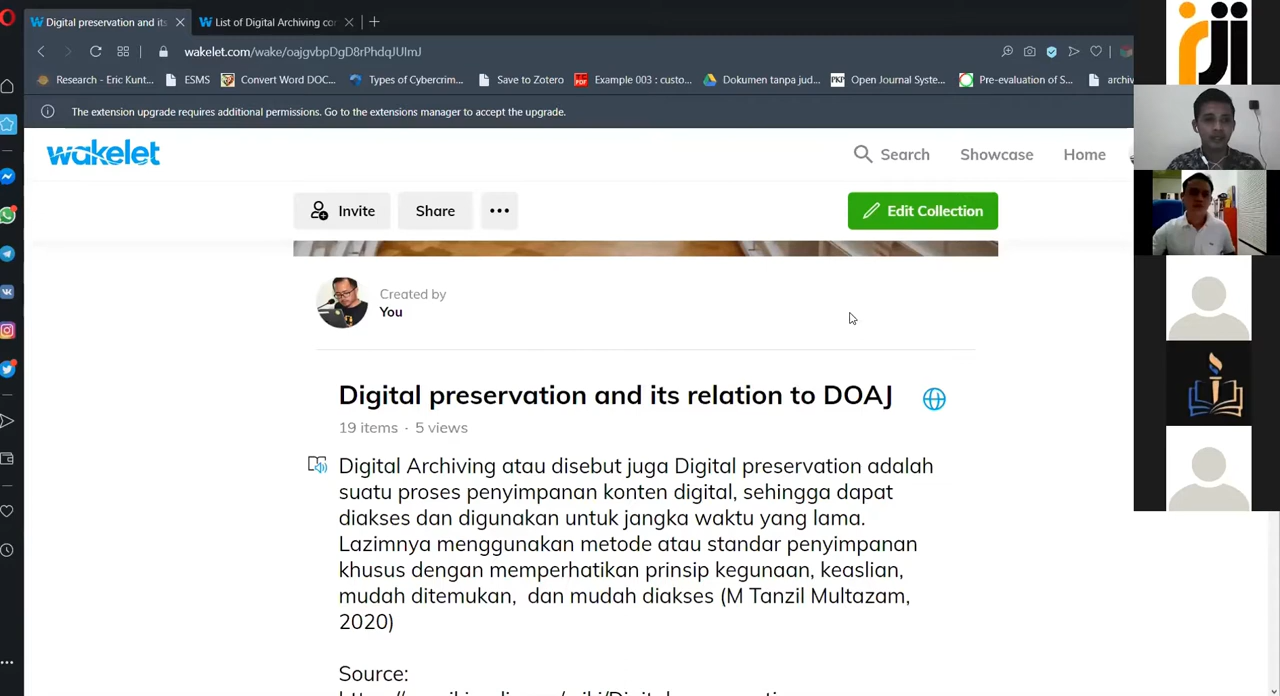 Digital preservation and its
List of Digital Archiving co
wakelet.com/wake/oajgvbpDgD8rPhdqJUlmJ
Research - Eric Kunt...
ESMS
Convert Word DOC...
Types of Cybercrim...
Save to Zotero
Example 003 : custo...
Dokumen tanpa jud...
PKP
Open Journal Syste...
Pre-evaluation of S...
archiv
The extension upgrade requires additional permissions. Go to the extensions manager to accept the upgrade.
wakelet
Search
Showcase
Home
Invite
Share
Edit Collection
Created by
You
Digital preservation and its relation to DOAJ
19 items · 5 views
Digital Archiving atau disebut juga Digital preservation adalah
suatu proses penyimpanan konten digital, sehingga dapat
diakses dan digunakan untuk jangka waktu yang lama.
Lazimnya menggunakan metode atau standar penyimpanan
khusus dengan memperhatikan prinsip kegunaan, keaslian,
mudah ditemukan, dan mudah diakses (M Tanzil Multazam,
2020)
Source:
rji